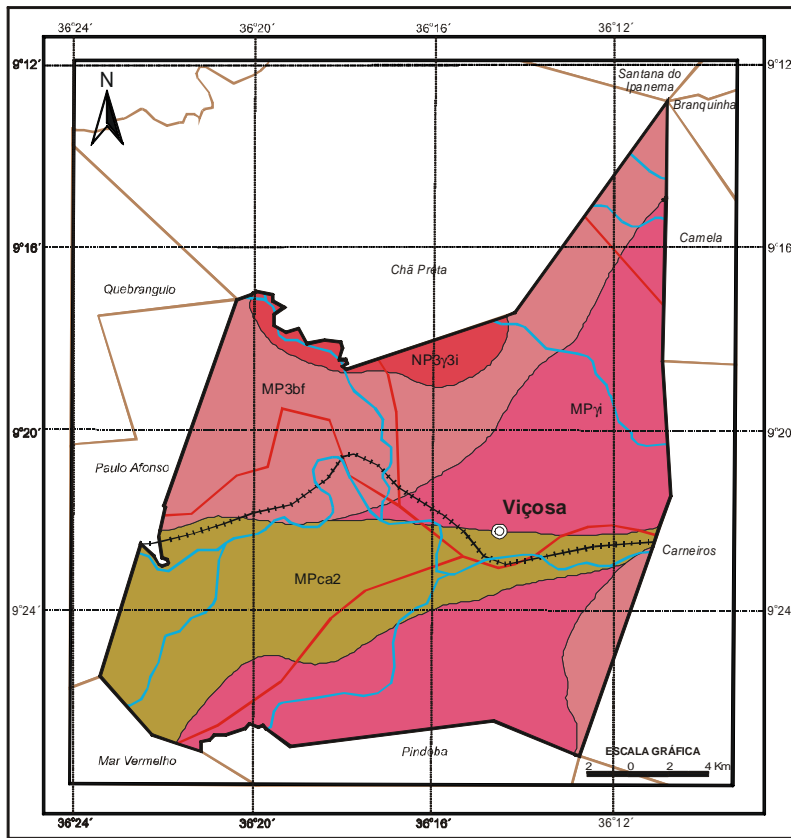 36°24′ 36°20′ 36°16′ 36°12′
9°12′ 9°12′
Santana do
Ipanema
N
Branquinha
9°16′ Camela 9°16′
Chã Preta
Quebrangulo
NP3γ3i
MP3bf MPγi
9°20′ 9°20′
Paulo Afonso
Viçosa
Carneiros
MPca2
9°24′ 9°24′
Pindoba
ESCALA GRÁFICA
Mar Vermelho
2 0 2 4 Km
36°24′ 36°20′ 36°16′ 36°12′